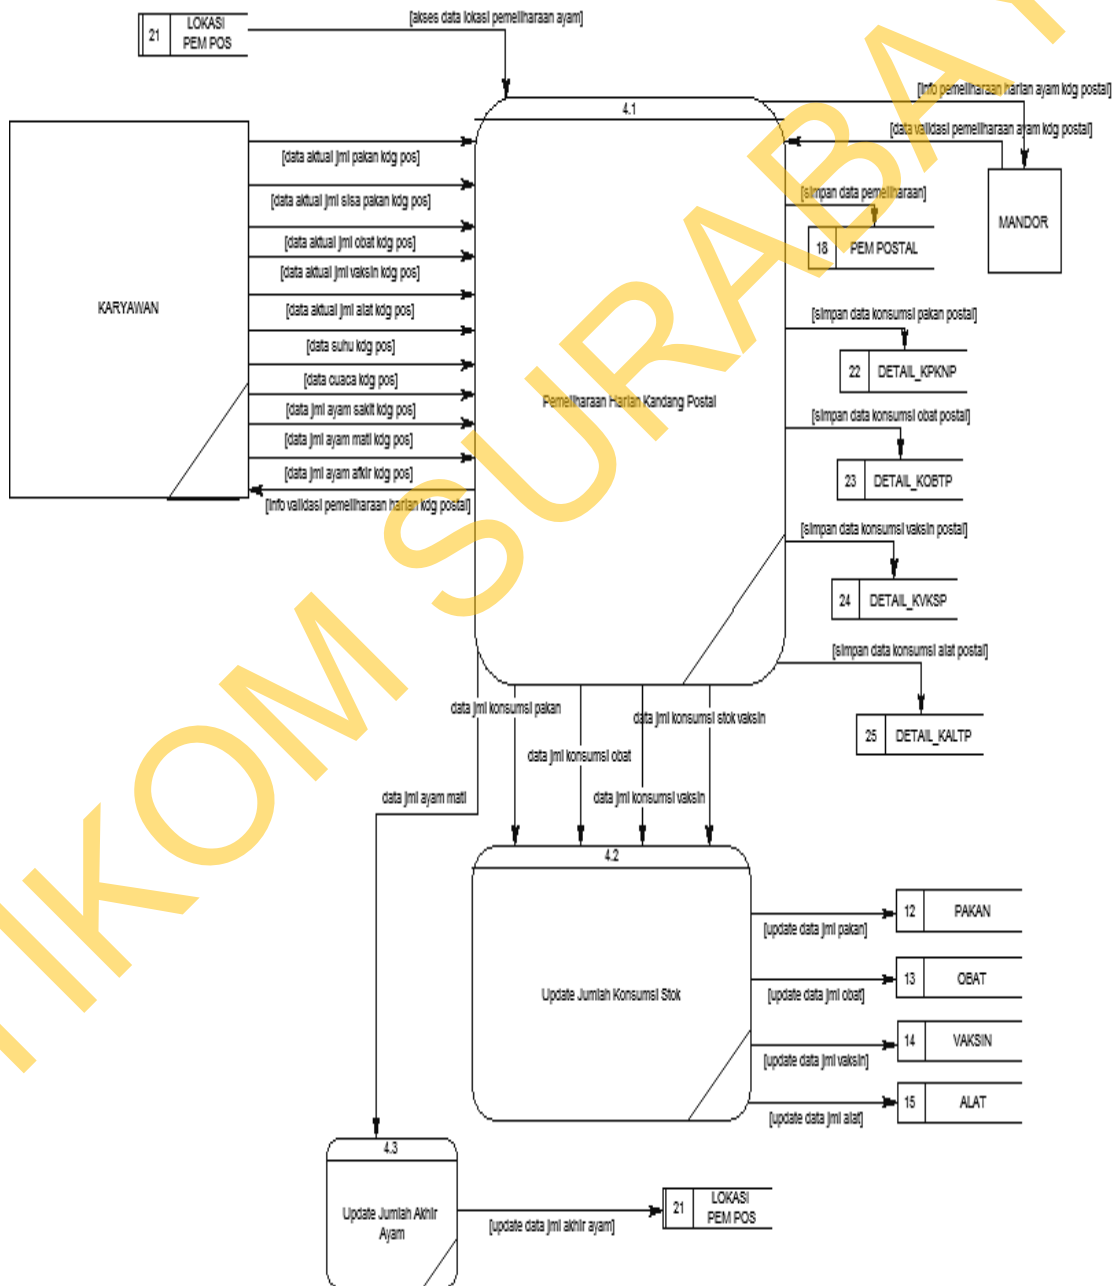 [akses data lokasi pemeliharaan ayam]
21
LOKASI
PEM POS
4.1
[info pemeliharaan harian ayam kdg postal]
[data validasi pemeliharaan ayam kdg postal]
[data aktual jml pakan kdg pos]
[data aktual jml sisa pakan kdg pos]
[simpan data pemeliharaan]
MANDOR
[data aktual jml obat kdg pos]
18 PEM POSTAL
[data aktual jml vaksin kdg pos]
KARYAWAN
[data aktual jml alat kdg pos]
[simpan data konsumsi pakan postal]
[data suhu kdg pos]
22 DETAIL_KPKNP
[data cuaca kdg pos]
Pemeliharaan Harian Kandang Postal
[data jml ayam sakit kdg pos]
[simpan data konsumsi obat postal]
[data jml ayam mati kdg pos]
[data jml ayam afkir kdg pos]
23 DETAIL_KOBTP
[info validasi pemeliharaan harian kdg postal]
[simpan data konsumsi vaksin postal]
24 DETAIL_KVKSP
[simpan data konsumsi alat postal]
25 DETAIL_KALTP
data jml konsumsi pakan
data jml konsumsi stok vaksin
data jml konsumsi obat
data jml konsumsi vaksin
data jml ayam mati
4.2
Update Jumlah Konsumsi Stok
12 PAKAN
[update data jml pakan]
13 OBAT
[update data jml obat]
14 VAKSIN
[update data jml vaksin]
15 ALAT
[update data jml alat]
4.3
Update Jumlah Akhir
Ayam
[update data jml akhir ayam]
21
LOKASI
PEM POS
IKOM SURABAY